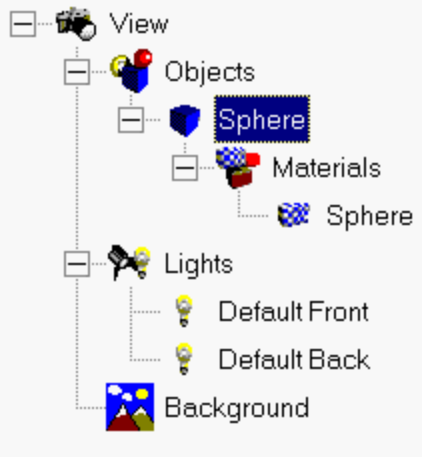 View
Objects
Sphere
Materials
Sphere
Lights
Default Front
Default Back
Background